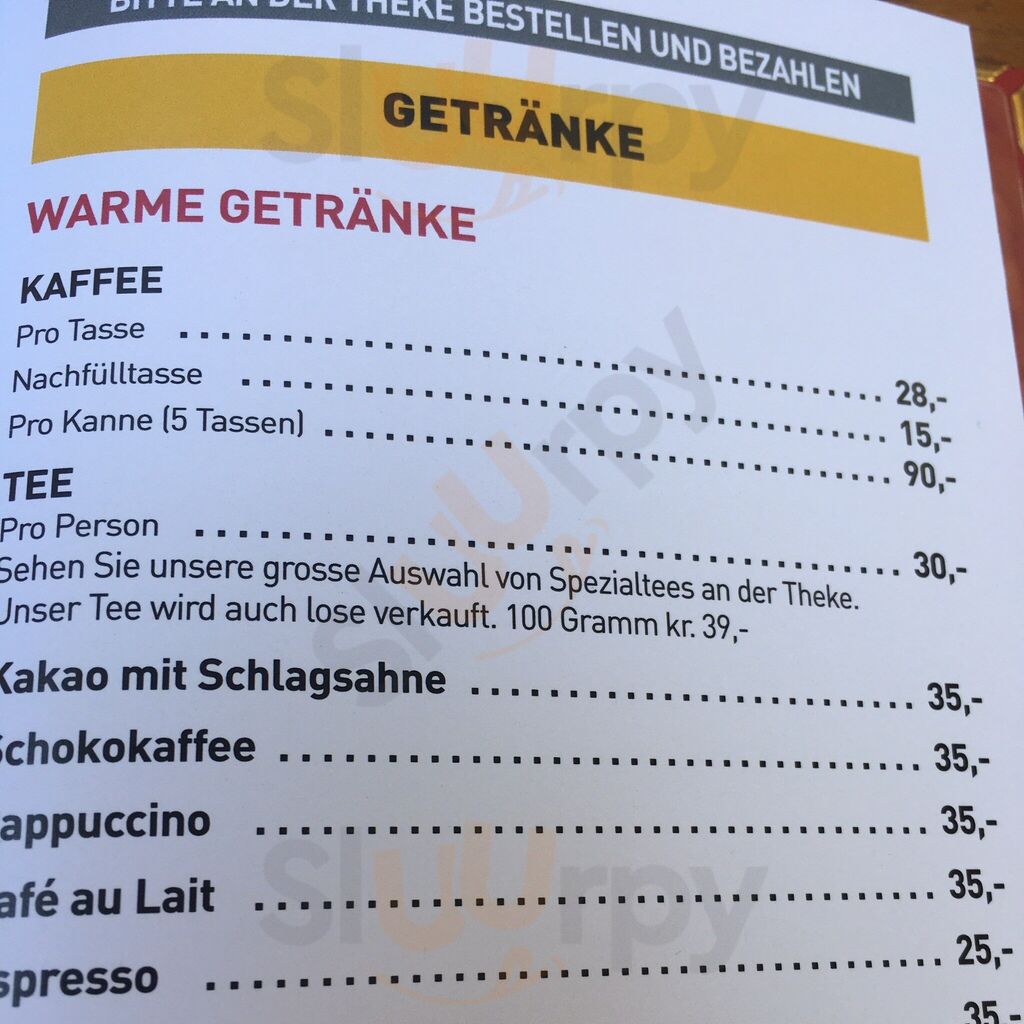 BITTE AN DER THEKE BESTELLEN UND BEZAHLEN
GETRÄNKE
WARME GETRÄNKE
KAFFEE
Pro Tasse .................................. 28,-
Nachfülltasse ............................... 15,-
Pro Kanne (5 Tassen) ........................... 90,-
TEE
Pro Person .................................. 30,-
Sehen Sie unsere grosse Auswahl von Spezialtees an der Theke.
Unser Tee wird auch lose verkauft. 100 Gramm kr. 39,-
Kakao mit Schlagsahne ..................... 35,-
Schokokaffee .............................. 35,-
appuccino ............................... 35,-
afé au Lait ............................... 35,-
spresso .................................. 25,-
35,-
Sluurpy
Sluurpy
Sluurpy